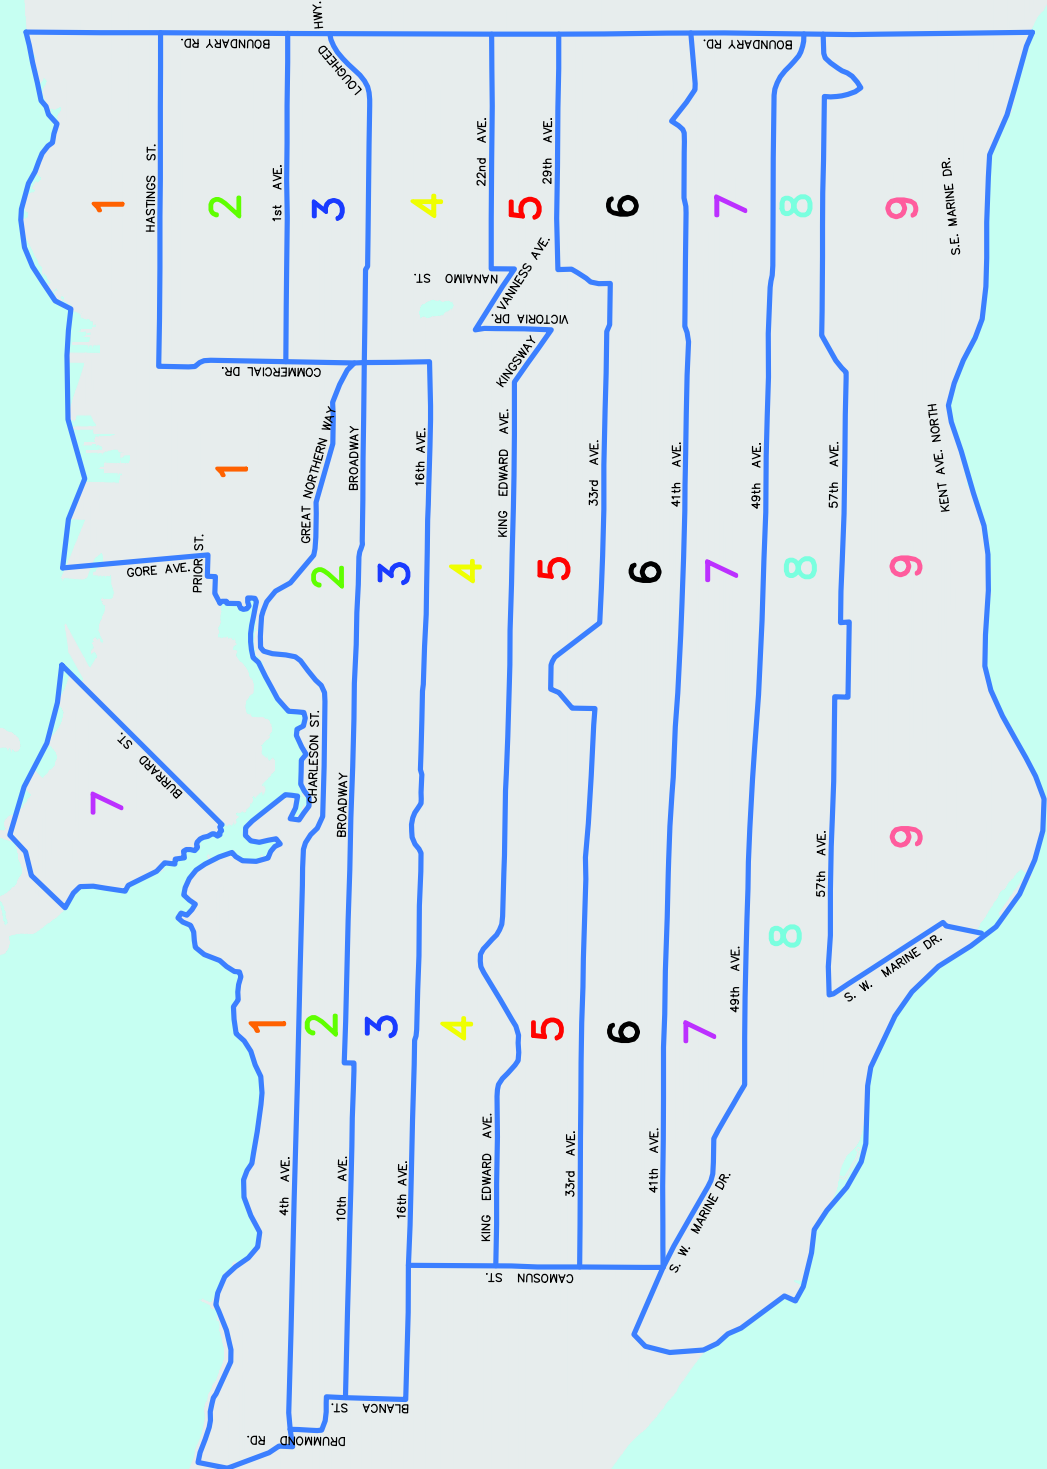 HWY.
BOUNDARY RD.
LOUGHEED
BOUNDARY RD.
HASTINGS ST.
1st AVE.
22nd AVE.
29th AVE.
S.E. MARINE DR.
1
2
3
4
5
6
7
8
9
NANAIMO ST.
VANNESS AVE.
VICTORIA DR.
COMMERCIAL DR.
KINGSWAY
GREAT NORTHERN WAY
BROADWAY
16th AVE.
KING EDWARD AVE.
33rd AVE.
41th AVE.
49th AVE.
57th AVE.
KENT AVE. NORTH
1
GORE AVE.
PRIOR ST.
2
3
4
5
6
7
8
9
BURRARD ST.
7
CHARLESON ST.
BROADWAY
57th AVE.
9
8
S. W. MARINE DR.
49th AVE.
1
2
3
4
5
6
7
4th AVE.
10th AVE.
16th AVE.
KING EDWARD AVE.
33rd AVE.
41th AVE.
S. W. MARINE DR.
CAMOSUN ST.
BLANCA ST.
DRUMMOND RD.